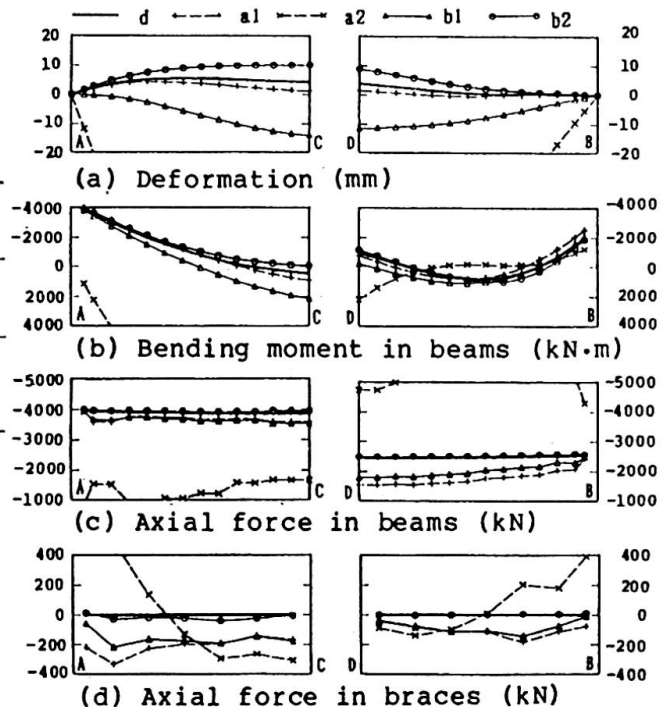 d a1 a2 b1 b2
20 20
10 10
0 0
-10 -10
-20 20
A C D B
(a) Deformation (mm)
-4000 -4000
-2000 -2000
0 0
2000 2000
4000 4000
A C D B
(b) Bending moment in beams (kN·m)
-5000 -5000
-4000 -4000
-3000 -3000
-2000 -2000
-1000 -1000
A C D B
(c) Axial force in beams (kN)
400 400
200 200
0 0
-200 -200
-400 -400
A C D B
(d) Axial force in braces (kN)